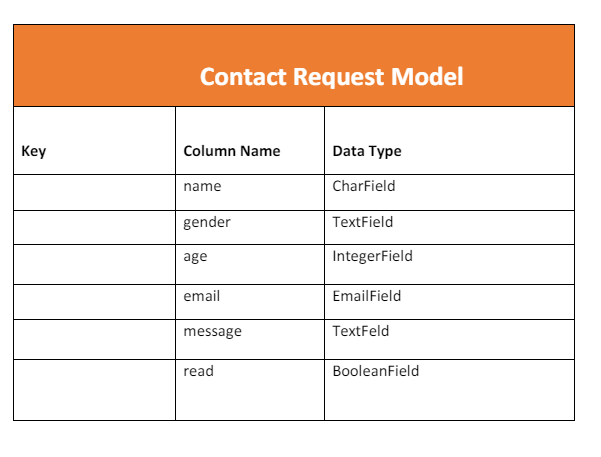 Contact Request Model
Key Column Name Data Type
name CharField
gender TextField
age IntegerField
email EmailField
message TextFeld
read BooleanField